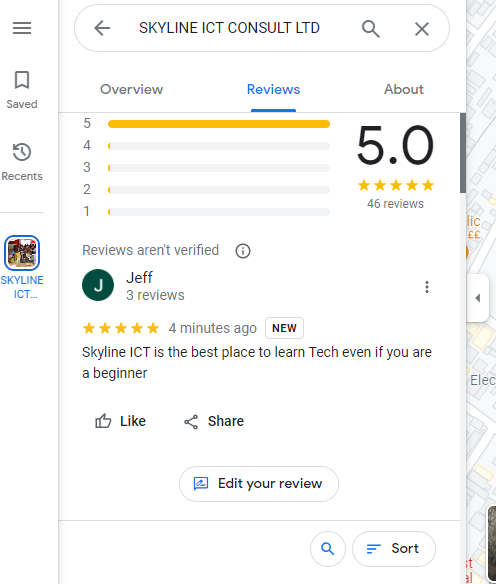 SKYLINE ICT CONSULT LTD
Saved
Recents
SKYLINE
ICT...
Overview
Reviews
About
5
4
3
2
1
5.0
46 reviews
Reviews aren't verified
J
Jeff
3 reviews
4 minutes ago NEW
Skyline ICT is the best place to learn Tech even if you are
a beginner
Like
Share
Edit your review
Sort
lic
££
Elec